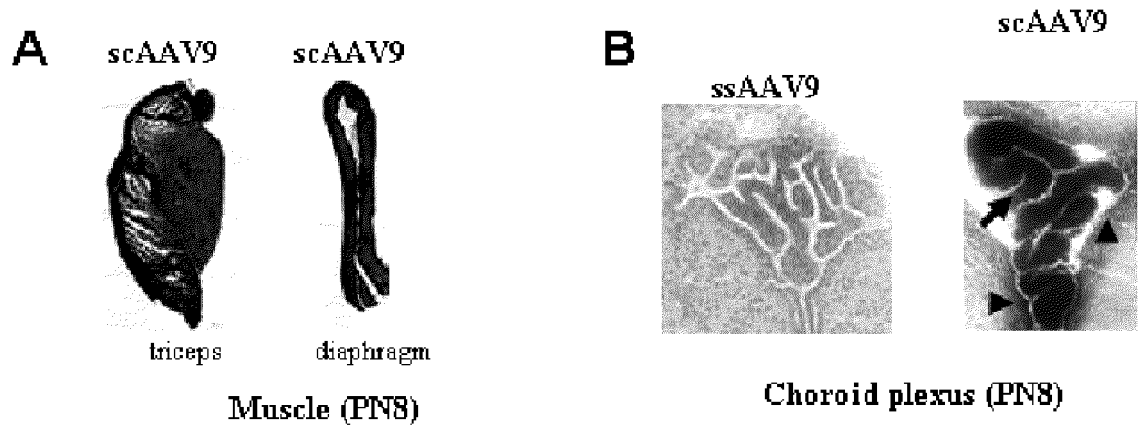 A
scAAV9
scAAV9
triceps
diaphragm
Muscle (PN8)
B
ssAAV9
scAAV9
Choroid plexus (PN8)